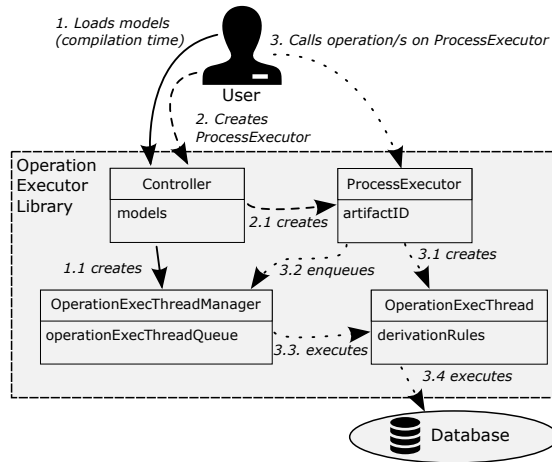 1. Loads models
(compilation time)
3. Calls operation/s on ProcessExecutor
User
2. Creates
ProcessExecutor
Operation
Executor
Library
Controller
models
ProcessExecutor
artifactID
2.1 creates
1.1 creates
3.2 enqueues
3.1 creates
OperationExecThreadManager
operationExecThreadQueue
OperationExecThread
derivationRules
3.3. executes
3.4 executes
Database